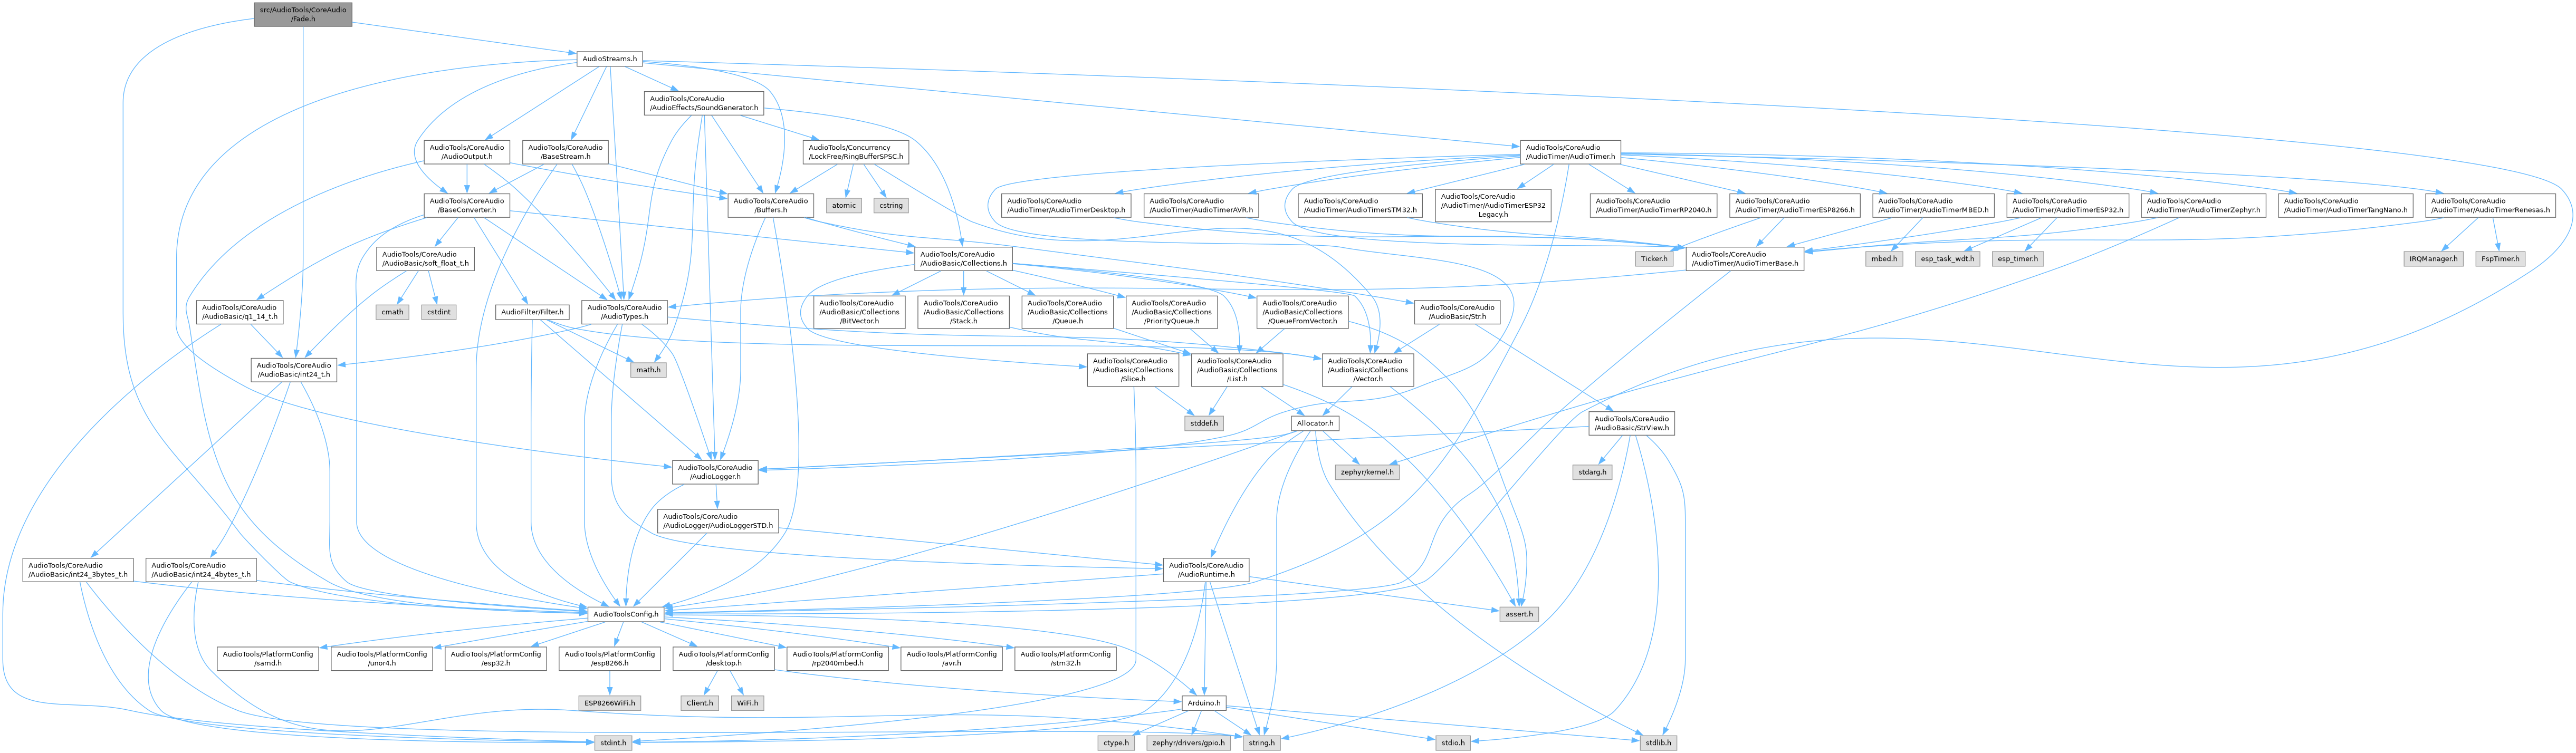 src/AudioTools/CoreAudio
/Fade.h
AudioStreams.h
AudioTools/CoreAudio
/AudioEffects/SoundGenerator.h
AudioTools/CoreAudio
/AudioOutput.h
AudioTools/CoreAudio
/BaseStream.h
AudioTools/Concurrency
/LockFree/RingBufferSPSC.h
AudioTools/CoreAudio
/AudioTimer/AudioTimer.h
AudioTools/CoreAudio
/BaseConverter.h
AudioTools/CoreAudio
/Buffers.h
atomic
cstring
AudioTools/CoreAudio
/AudioTimer/AudioTimerDesktop.h
AudioTools/CoreAudio
/AudioTimer/AudioTimerAVR.h
AudioTools/CoreAudio
/AudioTimer/AudioTimerSTM32.h
AudioTools/CoreAudio
/AudioTimer/AudioTimerESP32
Legacy.h
AudioTools/CoreAudio
/AudioTimer/AudioTimerRP2040.h
AudioTools/CoreAudio
/AudioTimer/AudioTimerESP8266.h
AudioTools/CoreAudio
/AudioTimer/AudioTimerMBED.h
AudioTools/CoreAudio
/AudioTimer/AudioTimerESP32.h
AudioTools/CoreAudio
/AudioTimer/AudioTimerZephyr.h
AudioTools/CoreAudio
/AudioTimer/AudioTimerTangNano.h
AudioTools/CoreAudio
/AudioTimer/AudioTimerRenesas.h
AudioTools/CoreAudio
/AudioBasic/soft_float_t.h
AudioTools/CoreAudio
/AudioBasic/Collections.h
Ticker.h
AudioTools/CoreAudio
/AudioTimer/AudioTimerBase.h
mbed.h
esp_task_wdt.h
esp_timer.h
IRQManager.h
FspTimer.h
AudioTools/CoreAudio
/AudioBasic/q1_14_t.h
cmath
cstdint
AudioFilter/Filter.h
AudioTools/CoreAudio
/AudioTypes.h
AudioTools/CoreAudio
/AudioBasic/Collections
/BitVector.h
AudioTools/CoreAudio
/AudioBasic/Collections
/Stack.h
AudioTools/CoreAudio
/AudioBasic/Collections
/Queue.h
AudioTools/CoreAudio
/AudioBasic/Collections
/PriorityQueue.h
AudioTools/CoreAudio
/AudioBasic/Collections
/QueueFromVector.h
AudioTools/CoreAudio
/AudioBasic/Str.h
AudioTools/CoreAudio
/AudioBasic/int24_t.h
math.h
AudioTools/CoreAudio
/AudioBasic/Collections
/Slice.h
AudioTools/CoreAudio
/AudioBasic/Collections
/List.h
AudioTools/CoreAudio
/AudioBasic/Collections
/Vector.h
stddef.h
Allocator.h
AudioTools/CoreAudio
/AudioBasic/StrView.h
AudioTools/CoreAudio
/AudioLogger.h
zephyr/kernel.h
stdarg.h
AudioTools/CoreAudio
/AudioLogger/AudioLoggerSTD.h
AudioTools/CoreAudio
/AudioBasic/int24_3bytes_t.h
AudioTools/CoreAudio
/AudioBasic/int24_4bytes_t.h
AudioTools/CoreAudio
/AudioRuntime.h
AudioToolsConfig.h
assert.h
AudioTools/PlatformConfig
/samd.h
AudioTools/PlatformConfig
/unor4.h
AudioTools/PlatformConfig
/esp32.h
AudioTools/PlatformConfig
/esp8266.h
AudioTools/PlatformConfig
/desktop.h
AudioTools/PlatformConfig
/rp2040mbed.h
AudioTools/PlatformConfig
/avr.h
AudioTools/PlatformConfig
/stm32.h
ESP8266WiFi.h
Client.h
WiFi.h
Arduino.h
stdint.h
ctype.h
zephyr/drivers/gpio.h
string.h
stdio.h
stdlib.h